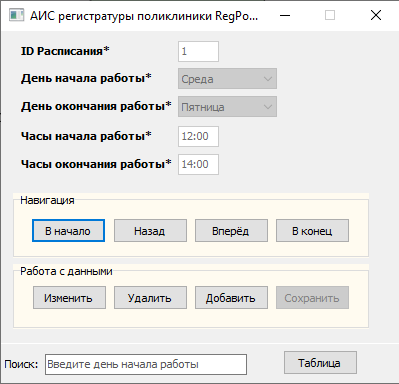 АИС регистратуры поликлиники RegPo...
ID Расписания* 1
День начала работы* Среда
День окончания работы* Пятница
Часы начала работы* 12:00
Часы окончания работы* 14:00
Навигация
В начало Назад Вперёд В конец
Работа с данными
Изменить Удалить Добавить Сохранить
Поиск: Введите день начала работы Таблица